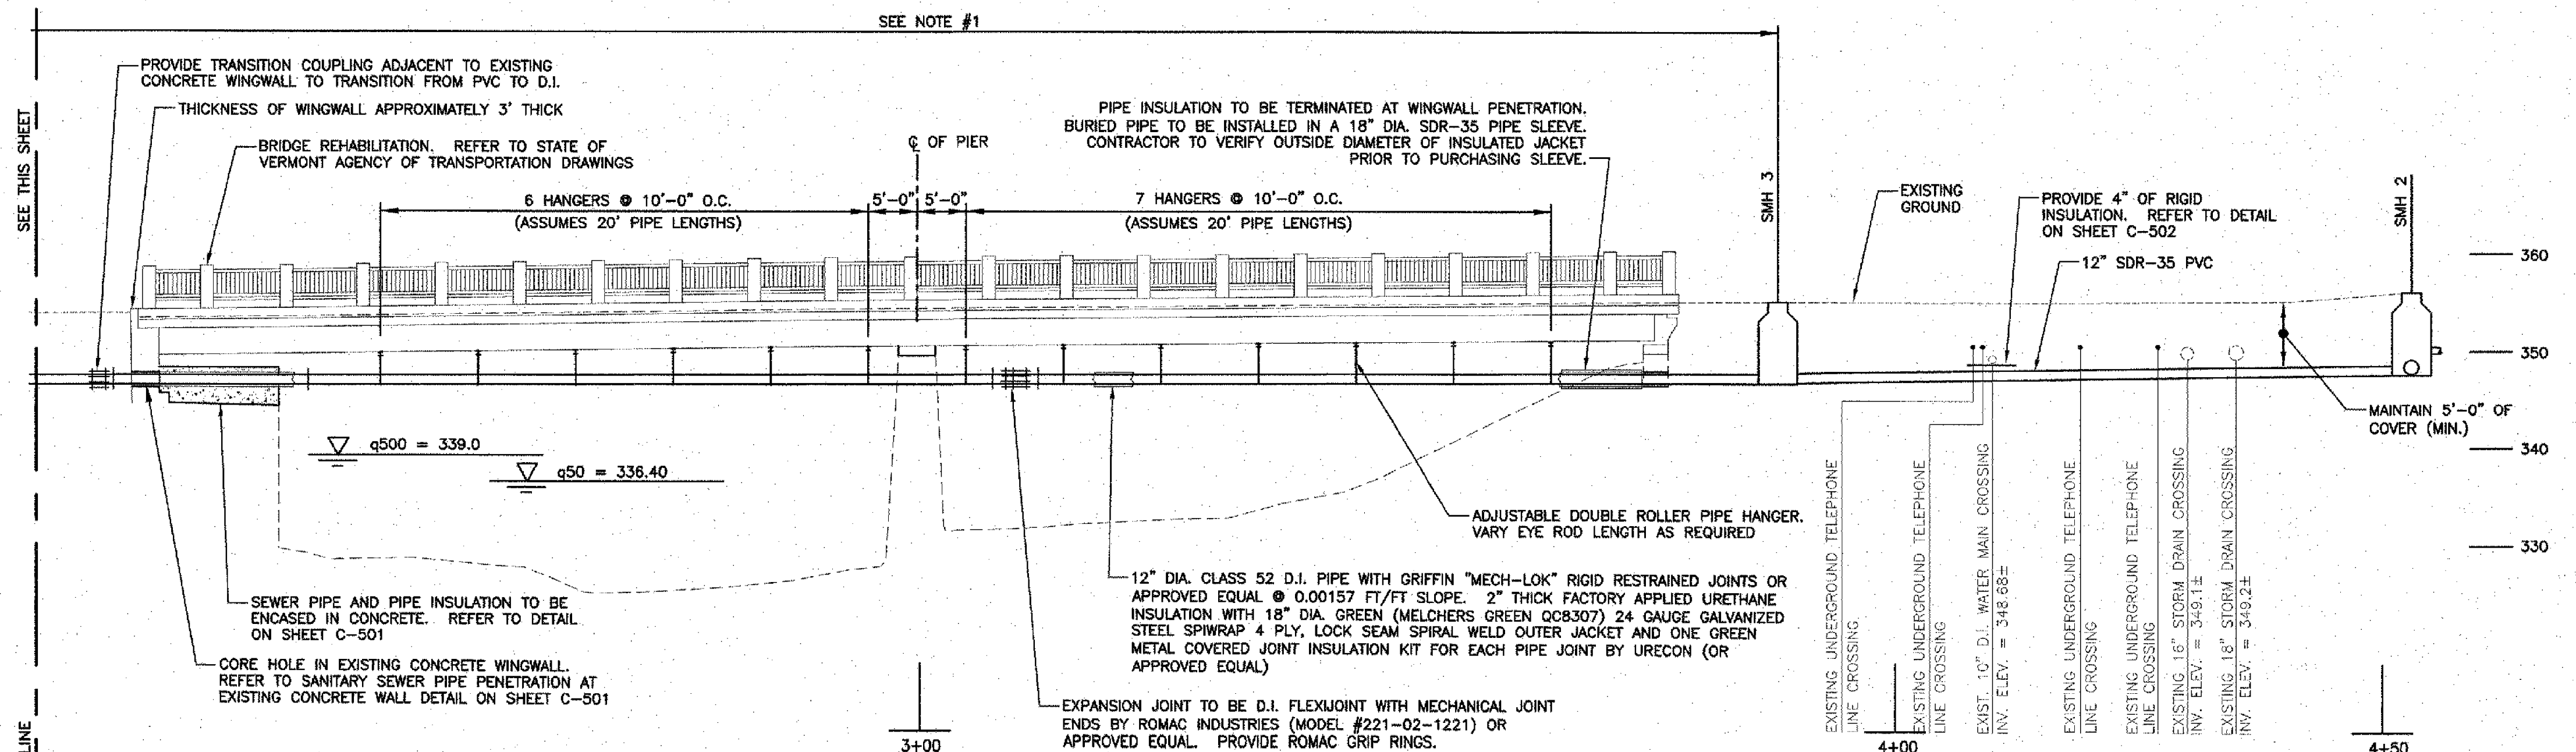 SEE NOTE #1
PROVIDE TRANSITION COUPLING ADJACENT TO EXISTING
CONCRETE WINGWALL TO TRANSITION FROM PVC TO D.I.
THICKNESS OF WINGWALL APPROXIMATELY 3' THICK
BRIDGE REHABILITATION. REFER TO STATE OF
VERMONT AGENCY OF TRANSPORTATION DRAWINGS
SEE THIS SHEET
LINE
6 HANGERS @ 10'-0" O.C.
(ASSUMES 20' PIPE LENGTHS)
5'-0"
5'-0"
℄ OF PIER
7 HANGERS @ 10'-0" O.C.
(ASSUMES 20' PIPE LENGTHS)
PIPE INSULATION TO BE TERMINATED AT WINGWALL PENETRATION.
BURIED PIPE TO BE INSTALLED IN A 18" DIA. SDR-35 PIPE SLEEVE.
CONTRACTOR TO VERIFY OUTSIDE DIAMETER OF INSULATED JACKET
PRIOR TO PURCHASING SLEEVE.
SMH 3
EXISTING
GROUND
PROVIDE 4" OF RIGID
INSULATION. REFER TO DETAIL
ON SHEET C-502
12" SDR-35 PVC
SMH 2
360
350
340
330
MAINTAIN 5'-0" OF
COVER (MIN.)
q500 = 339.0
q50 = 336.40
SEWER PIPE AND PIPE INSULATION TO BE
ENCASED IN CONCRETE. REFER TO DETAIL
ON SHEET C-501
CORE HOLE IN EXISTING CONCRETE WINGWALL.
REFER TO SANITARY SEWER PIPE PENETRATION AT
EXISTING CONCRETE WALL DETAIL ON SHEET C-501
ADJUSTABLE DOUBLE ROLLER PIPE HANGER.
VARY EYE ROD LENGTH AS REQUIRED
12" DIA. CLASS 52 D.I. PIPE WITH GRIFFIN "MECH-LOK" RIGID RESTRAINED JOINTS OR
APPROVED EQUAL @ 0.00157 FT/FT SLOPE. 2" THICK FACTORY APPLIED URETHANE
INSULATION WITH 18" DIA. GREEN (MELCHERS GREEN QC8307) 24 GAUGE GALVANIZED
STEEL SPIWRAP 4 PLY, LOCK SEAM SPIRAL WELD OUTER JACKET AND ONE GREEN
METAL COVERED JOINT INSULATION KIT FOR EACH PIPE JOINT BY URECON (OR
APPROVED EQUAL)
EXPANSION JOINT TO BE D.I. FLEXIJOINT WITH MECHANICAL JOINT
ENDS BY ROMAC INDUSTRIES (MODEL #221-02-1221) OR
APPROVED EQUAL. PROVIDE ROMAC GRIP RINGS.
EXISTING UNDERGROUND TELEPHONE
LINE CROSSING
EXISTING UNDERGROUND TELEPHONE
LINE CROSSING
EXIST. 10" D.I. WATER MAIN CROSSING
INV. ELEV. = 348.68±
EXISTING UNDERGROUND TELEPHONE
LINE CROSSING
EXISTING UNDERGROUND TELEPHONE
LINE CROSSING
EXISTING 16" STORM DRAIN CROSSING
INV. ELEV. = 349.1±
EXISTING 18" STORM DRAIN CROSSING
INV. ELEV. = 349.2±
3+00
4+00
4+50